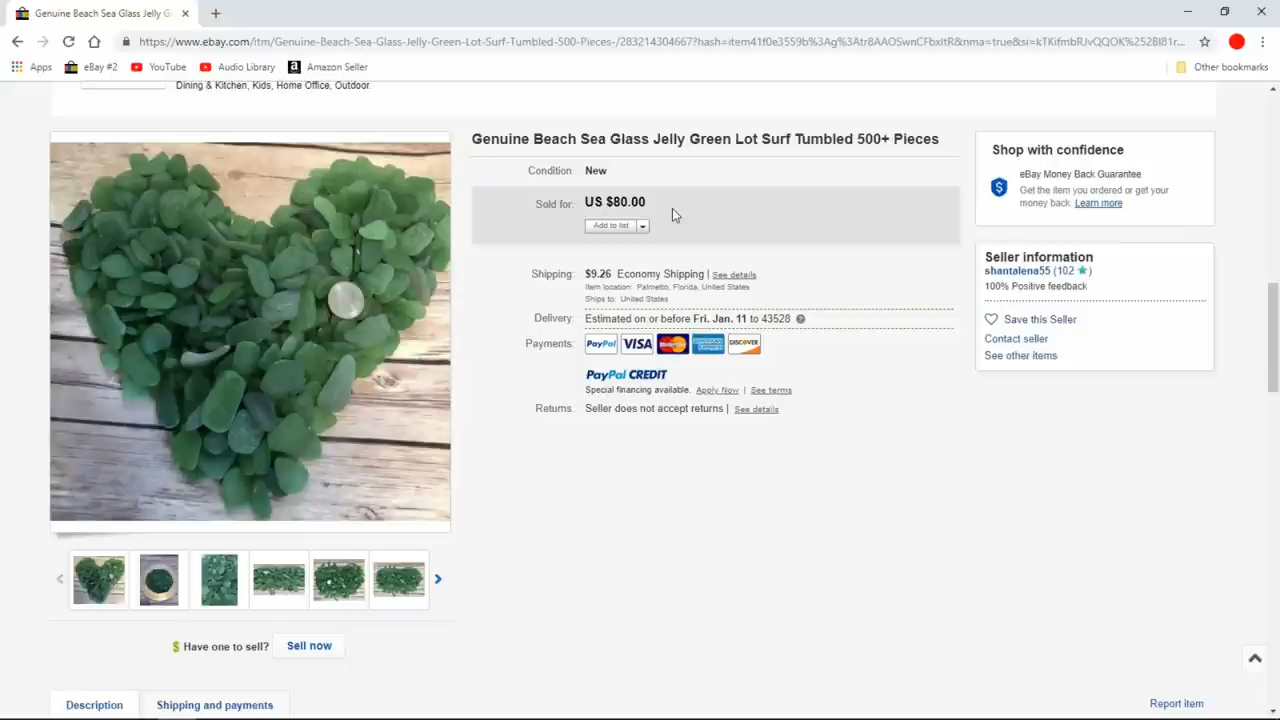 Genuine Beach Sea Glass Jelly G
https://www.ebay.com/itm/Genuine-Beach-Sea-Glass-Jelly-Green-Lot-Surf-Tumbled-500-Pieces-/283214304667?hash=item41f0e3559b%3Ag%3Atr8AAOSwnCFbxltR&nma=true&si=kTKifmbRJvQQOK%252BI81r...
Apps eBay #2 YouTube Audio Library Amazon Seller Other bookmarks
Dining & Kitchen, Kids, Home Office, Outdoor.
Genuine Beach Sea Glass Jelly Green Lot Surf Tumbled 500+ Pieces
Condition: New
Sold for: US $80.00
Add to list
Shipping: $9.26 Economy Shipping | See details
Item location: Palmetto, Florida, United States
Ships to: United States
Delivery: Estimated on or before Fri. Jan. 11 to 43528
Payments: PayPal VISA MasterCard AMERICAN EXPRESS DISCOVER
PayPal CREDIT
Special financing available. Apply Now | See terms
Returns: Seller does not accept returns | See details
Shop with confidence
eBay Money Back Guarantee
Get the item you ordered or get your
money back. Learn more
Seller information
shantalena55 (102 )
100% Positive feedback
Save this Seller
Contact seller
See other items
$ Have one to sell? Sell now
Description Shipping and payments
Report item